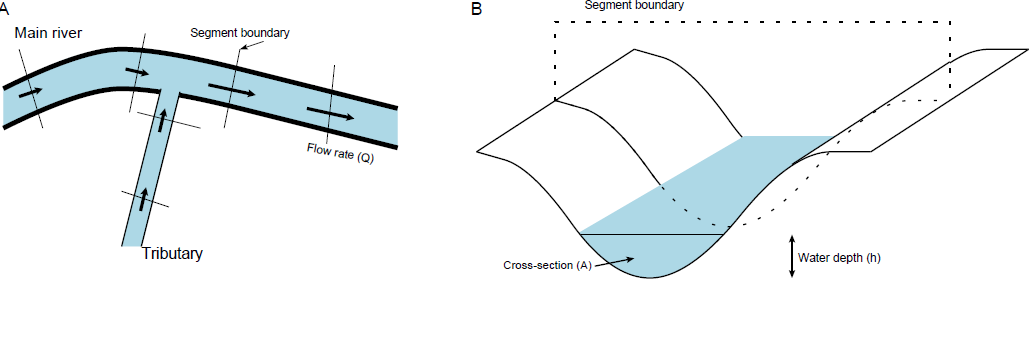 A
Main river
Segment boundary
Flow rate (Q)
Tributary
B
Segment boundary
Cross-section (A)
Water depth (h)